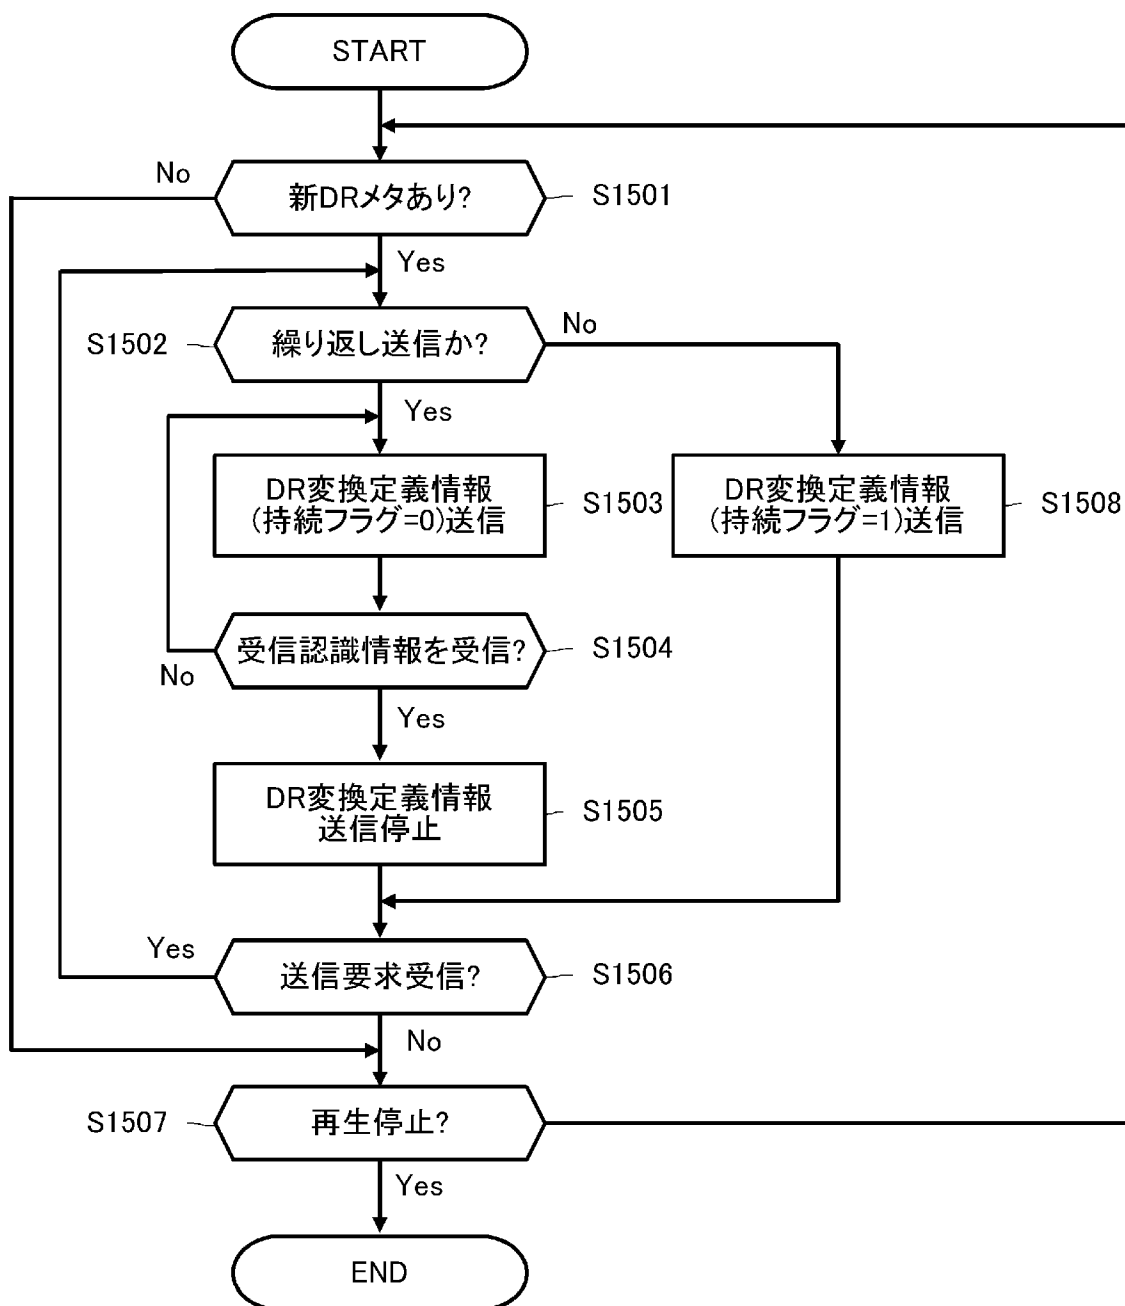 START
No
新DRメタあり?
S1501
Yes
S1502
繰り返し送信か?
No
Yes
DR変換定義情報
(持続フラグ=0)送信
S1503
DR変換定義情報
(持続フラグ=1)送信
S1508
受信認識情報を受信?
S1504
No
Yes
DR変換定義情報
送信停止
S1505
Yes
送信要求受信?
S1506
No
S1507
再生停止?
Yes
END